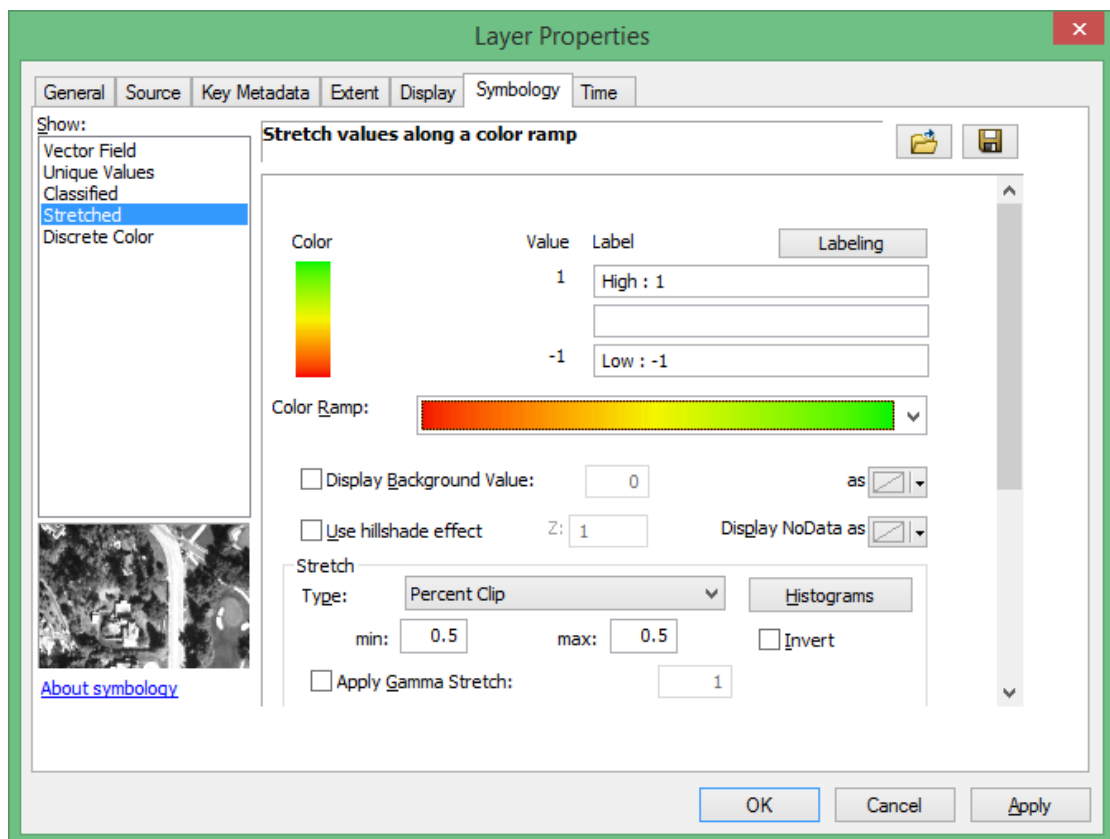 Layer Properties
General Source Key Metadata Extent Display Symbology Time
Show:
Vector Field
Unique Values
Classified
Stretched
Discrete Color
About symbology
Stretch values along a color ramp
Color Value Label Labeling
1 High : 1
-1 Low : -1
Color Ramp:
Display Background Value: 0 as
Use hillshade effect Z: 1 Display NoData as
Stretch
Type: Percent Clip Histograms
min: 0.5 max: 0.5 Invert
Apply Gamma Stretch: 1
OK Cancel Apply